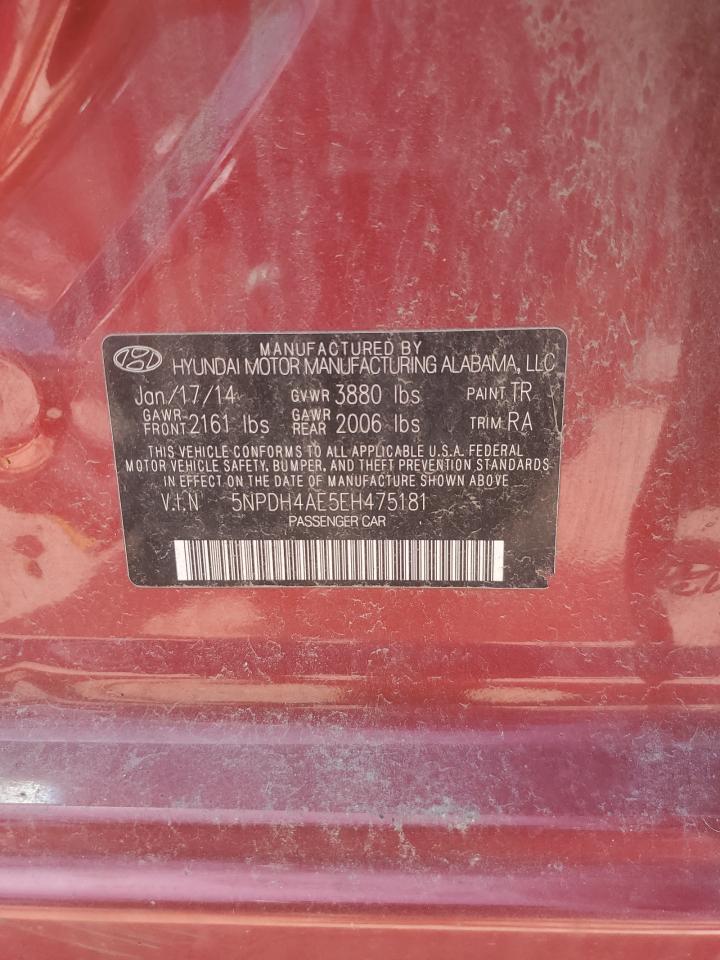 MANUFACTURED BY
HYUNDAI MOTOR MANUFACTURING ALABAMA, LLC
Jan/17/14 GVWR 3880 lbs PAINT TR
GAWR FRONT 2161 lbs GAWR REAR 2006 lbs TRIM RA
THIS VEHICLE CONFORMS TO ALL APPLICABLE U.S.A. FEDERAL
MOTOR VEHICLE SAFETY, BUMPER, AND THEFT PREVENTION STANDARDS
IN EFFECT ON THE DATE OF MANUFACTURE SHOWN ABOVE
V.I.N 5NPDH4AE5EH475181
PASSENGER CAR